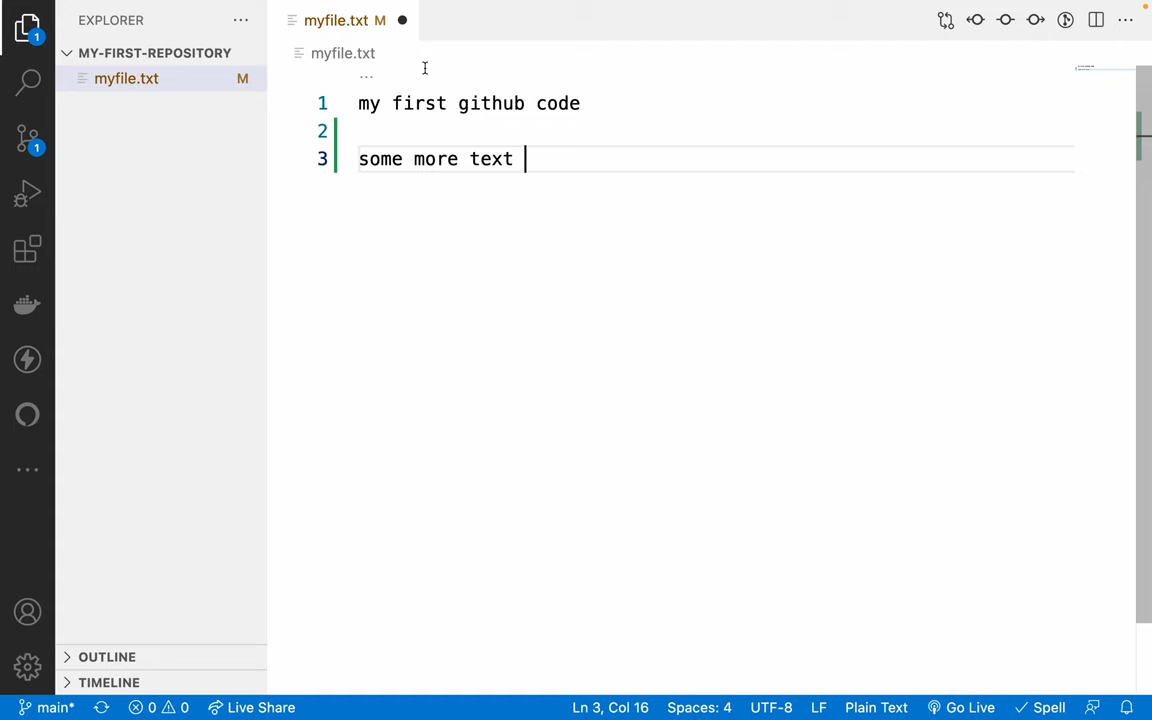 EXPLORER ···
myfile.txt M
1
MY-FIRST-REPOSITORY
myfile.txt
myfile.txt M
...
1 my first github code
2
3 some more text
1
OUTLINE
TIMELINE
main* 0 0 Live Share Ln 3, Col 16 Spaces: 4 UTF-8 LF Plain Text Go Live Spell